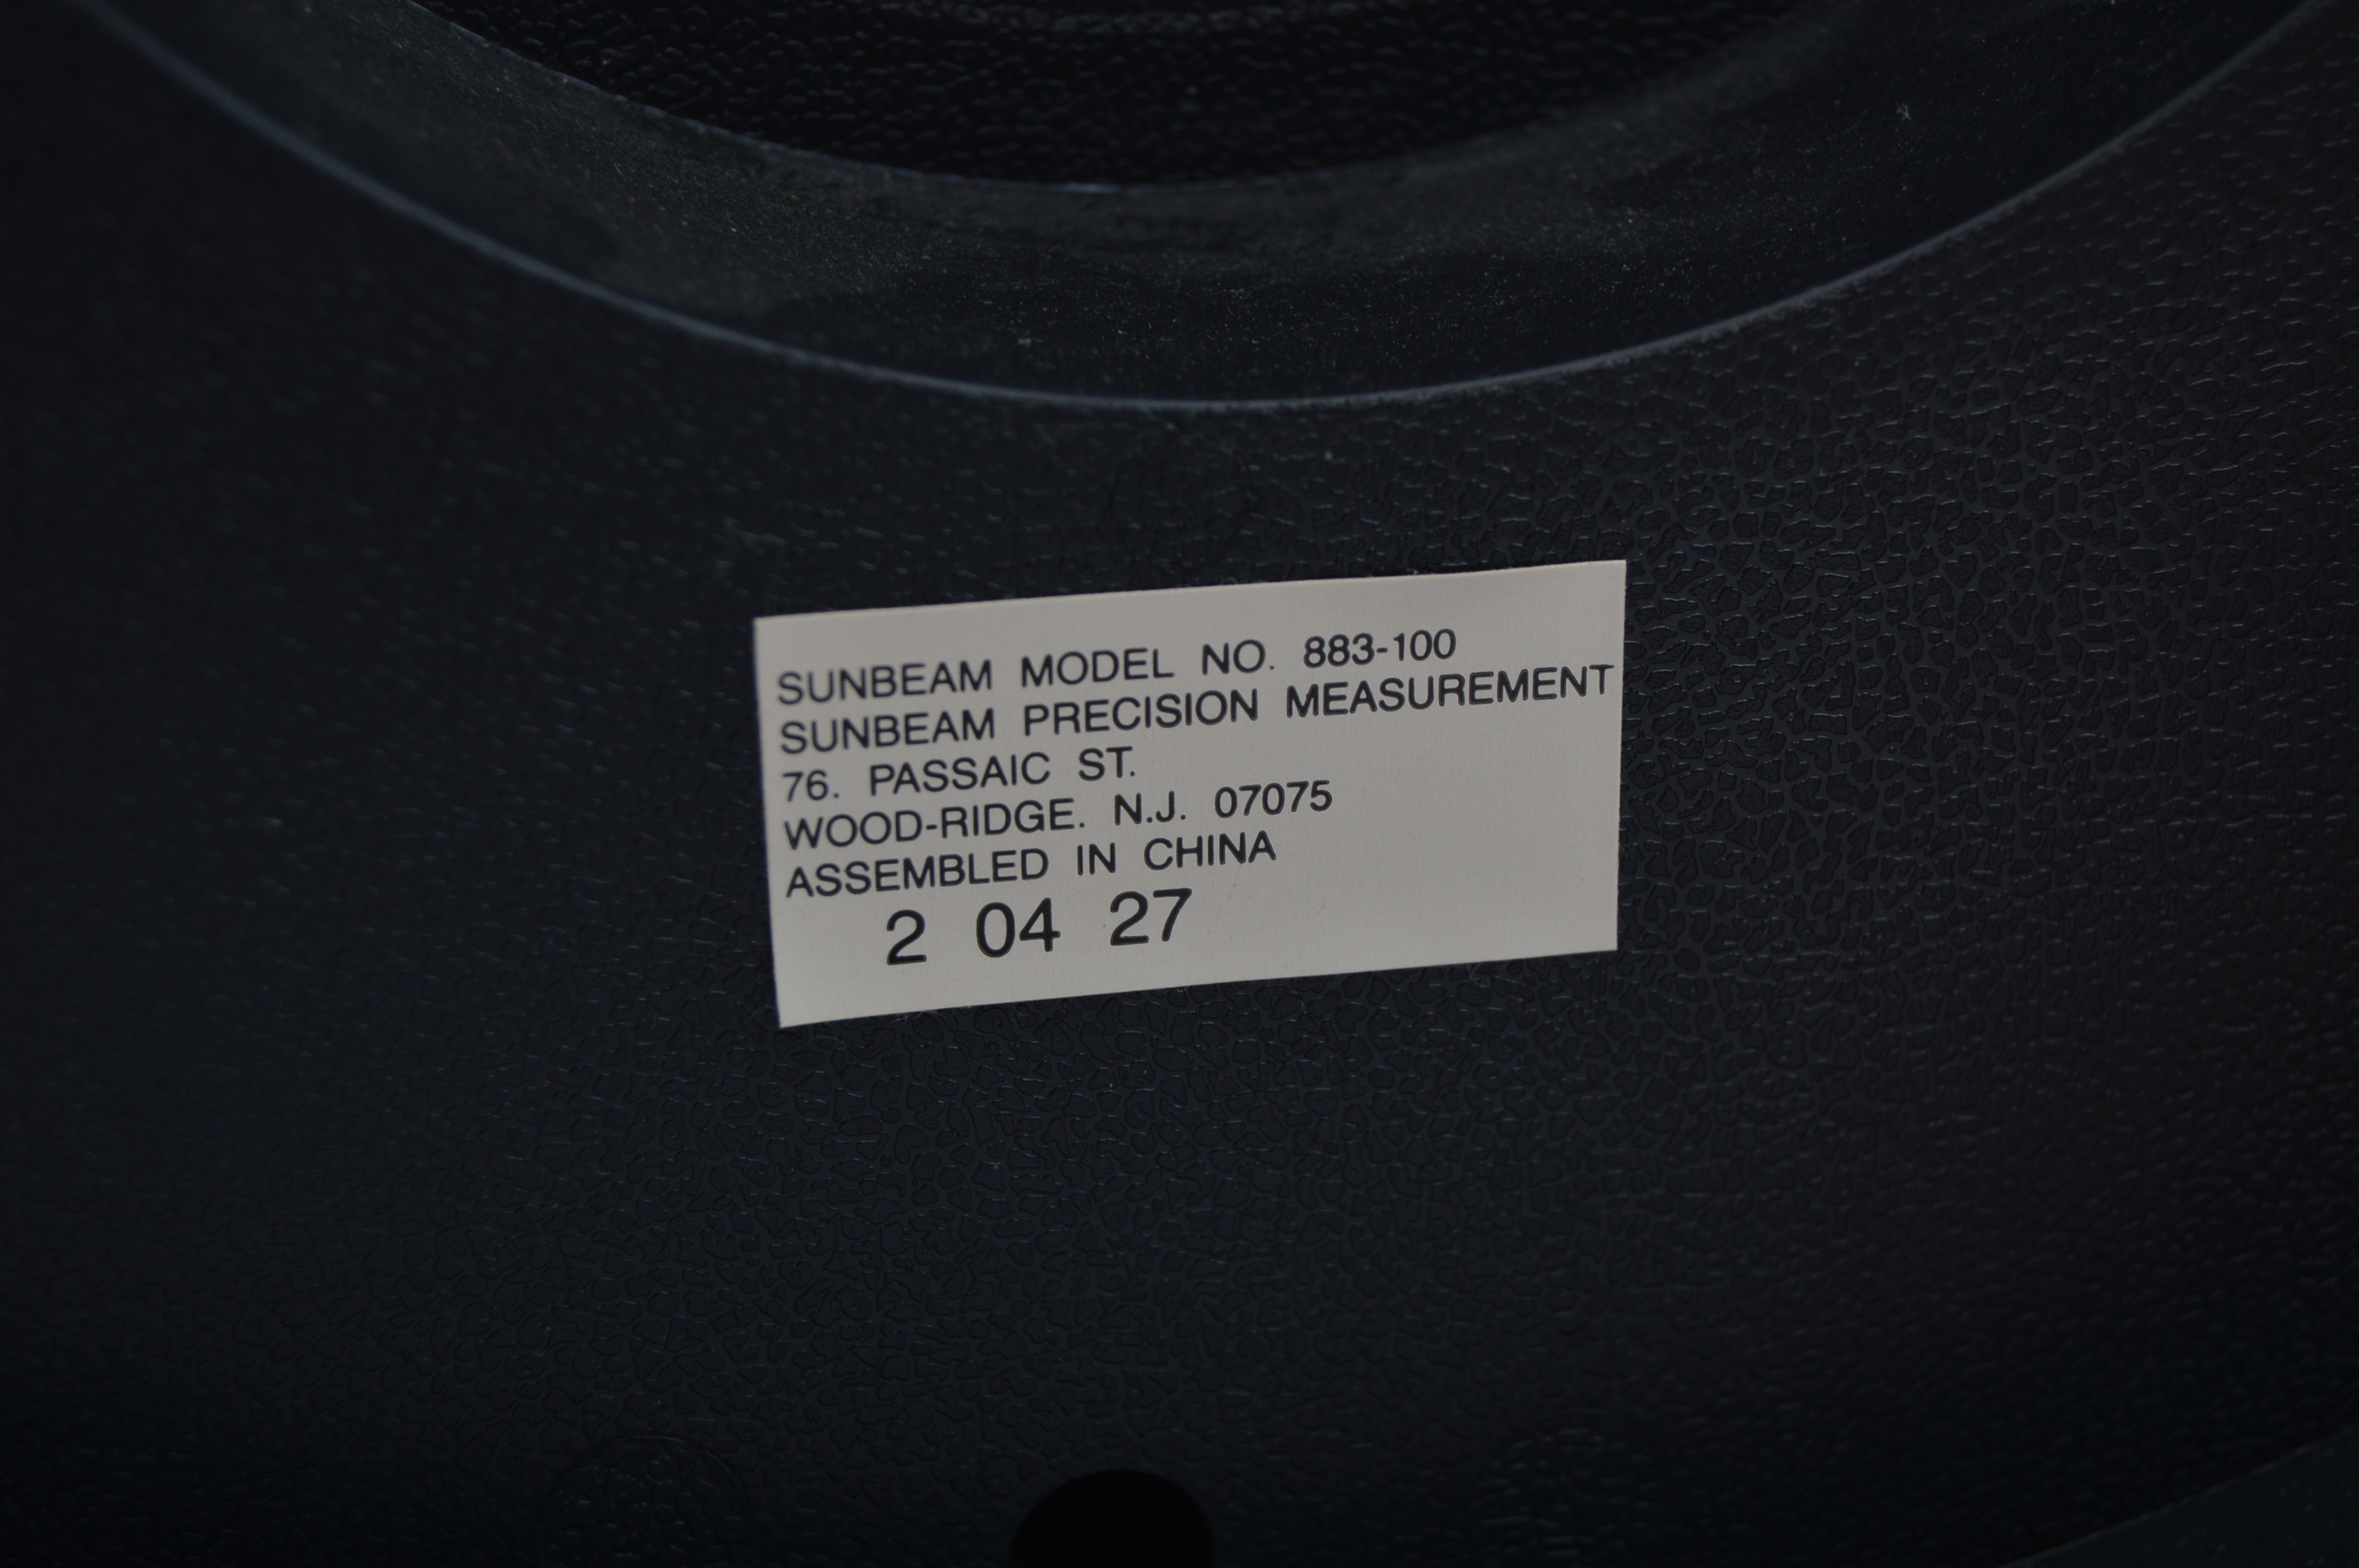 SUNBEAM MODEL NO. 883-100
SUNBEAM PRECISION MEASUREMENT
76. PASSAIC ST.
WOOD-RIDGE. N.J. 07075
ASSEMBLED IN CHINA
2 04 27